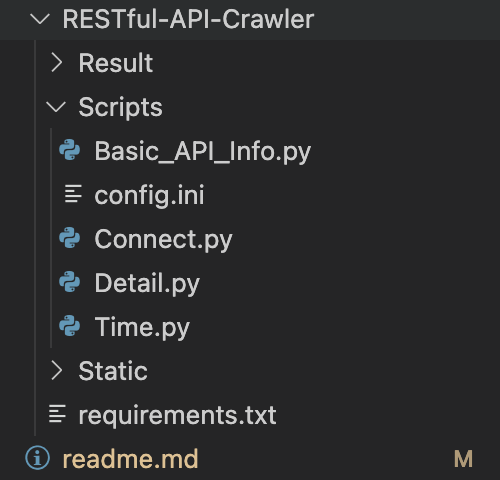 RESTful-API-Crawler
Result
Scripts
Basic_API_Info.py
config.ini
Connect.py
Detail.py
Time.py
Static
requirements.txt
readme.md M